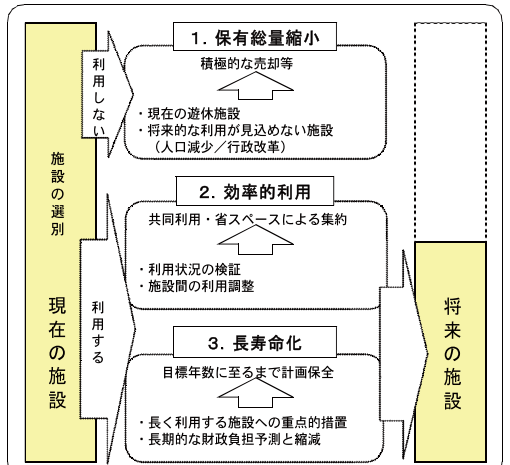 施設の選別
現在の施設
利用しない
1. 保有総量縮小
積極的な売却等
・現在の遊休施設
・将来的な利用が見込めない施設
（人口減少／行政改革）
利用する
2. 効率的利用
共同利用・省スペースによる集約
・利用状況の検証
・施設間の利用調整
3. 長寿命化
目標年数に至るまで計画保全
・長く利用する施設への重点的措置
・長期的な財政負担予測と縮減
将来の施設